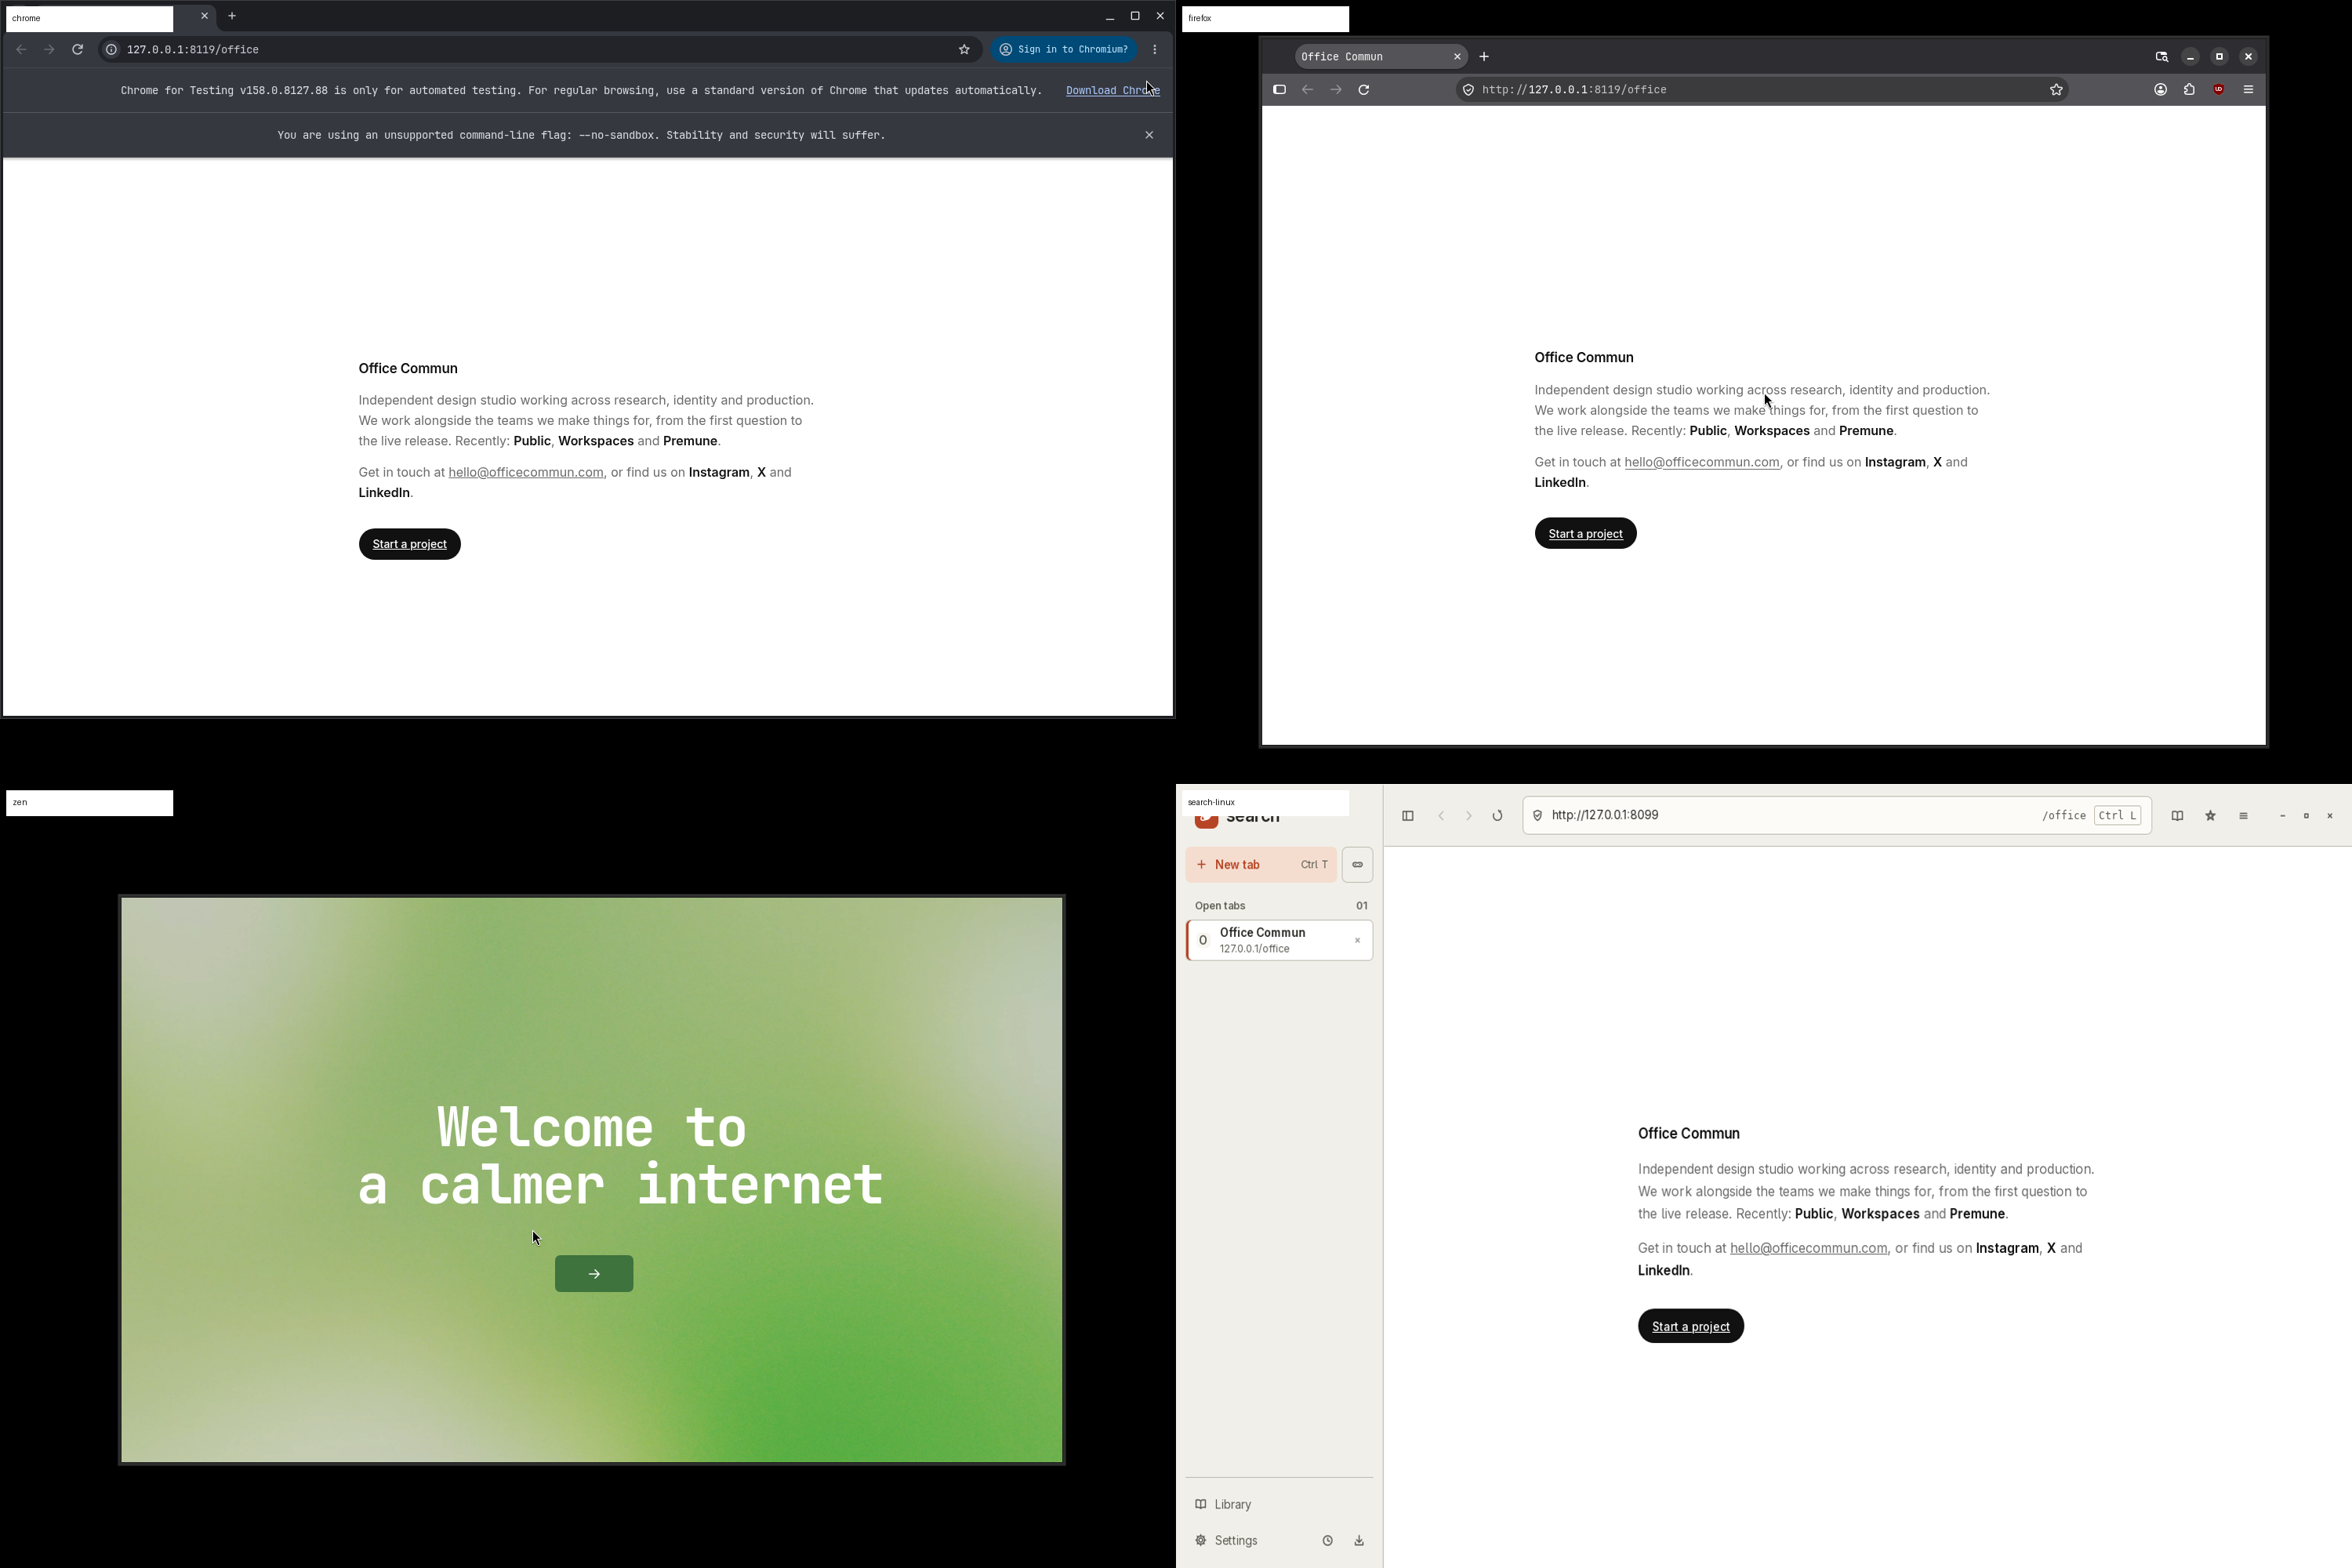 chrome
127.0.0.1:8119/office
Sign in to Chromium?
Chrome for Testing v158.0.8127.88 is only for automated testing. For regular browsing, use a standard version of Chrome that updates automatically.
Download Chrome
You are using an unsupported command-line flag: --no-sandbox. Stability and security will suffer.
Office Commun
Independent design studio working across research, identity and production.
We work alongside the teams we make things for, from the first question to
the live release. Recently: Public, Workspaces and Premune.
Get in touch at hello@officecommun.com, or find us on Instagram, X and
LinkedIn.
Start a project
firefox
Office Commun
http://127.0.0.1:8119/office
Office Commun
Independent design studio working across research, identity and production.
We work alongside the teams we make things for, from the first question to
the live release. Recently: Public, Workspaces and Premune.
Get in touch at hello@officecommun.com, or find us on Instagram, X and
LinkedIn.
Start a project
zen
Welcome to
a calmer internet
search-linux
search
http://127.0.0.1:8099
/office
Ctrl L
New tab
Ctrl T
Open tabs
01
O
Office Commun
127.0.0.1/office
Office Commun
Independent design studio working across research, identity and production.
We work alongside the teams we make things for, from the first question to
the live release. Recently: Public, Workspaces and Premune.
Get in touch at hello@officecommun.com, or find us on Instagram, X and
LinkedIn.
Start a project
Library
Settings